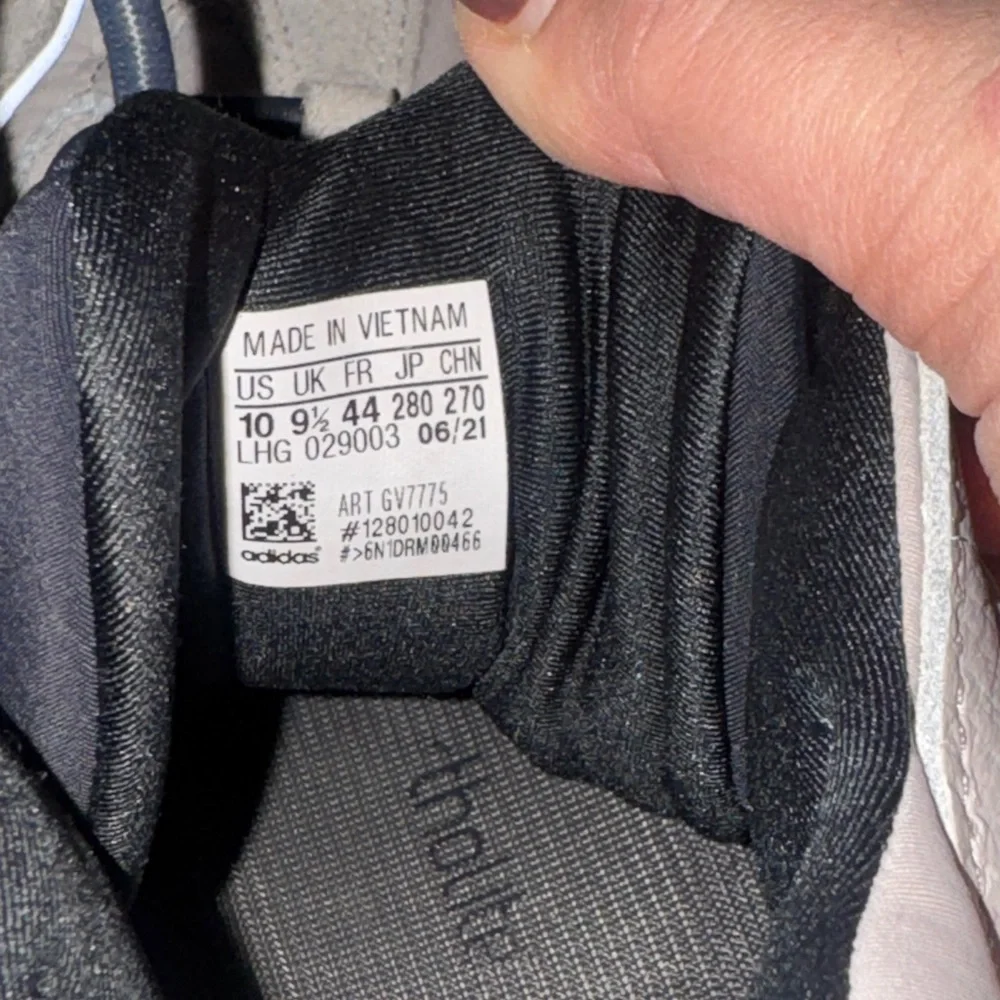 MADE IN VIETNAM
US UK FR JP CHN
10 9½ 44 280 270
LHG 029003 06/21
ART GV7775
#128010042
adidas®
#>6N1DRM00466
tholite